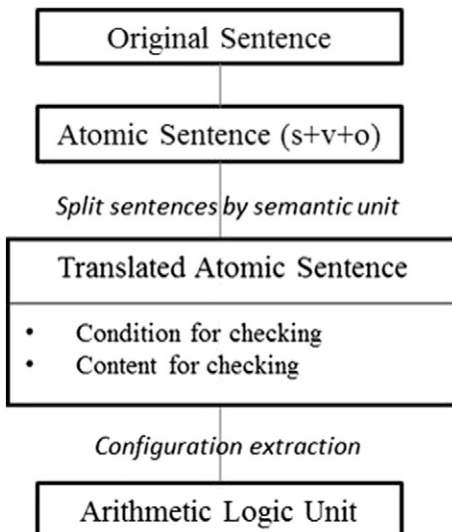 Original Sentence
Atomic Sentence (s+v+o)
Split sentences by semantic unit
Translated Atomic Sentence
• Condition for checking
• Content for checking
Configuration extraction
Arithmetic Logic Unit